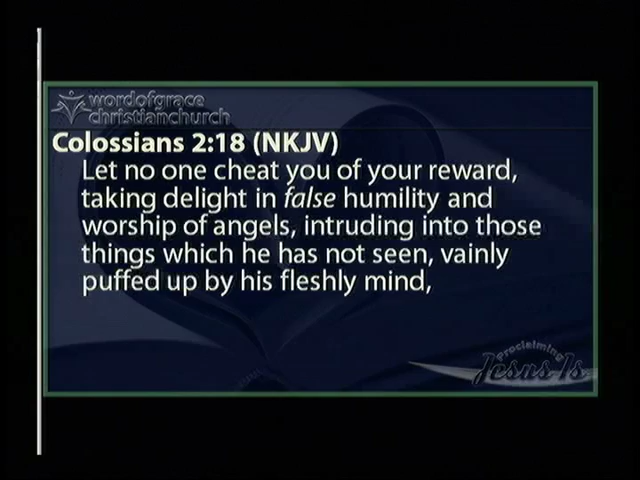 wordofgrace
christianchurch
Colossians 2:18 (NKJV)
Let no one cheat you of your reward,
taking delight in false humility and
worship of angels, intruding into those
things which he has not seen, vainly
puffed up by his fleshly mind,
Proclaiming
Jesus Is